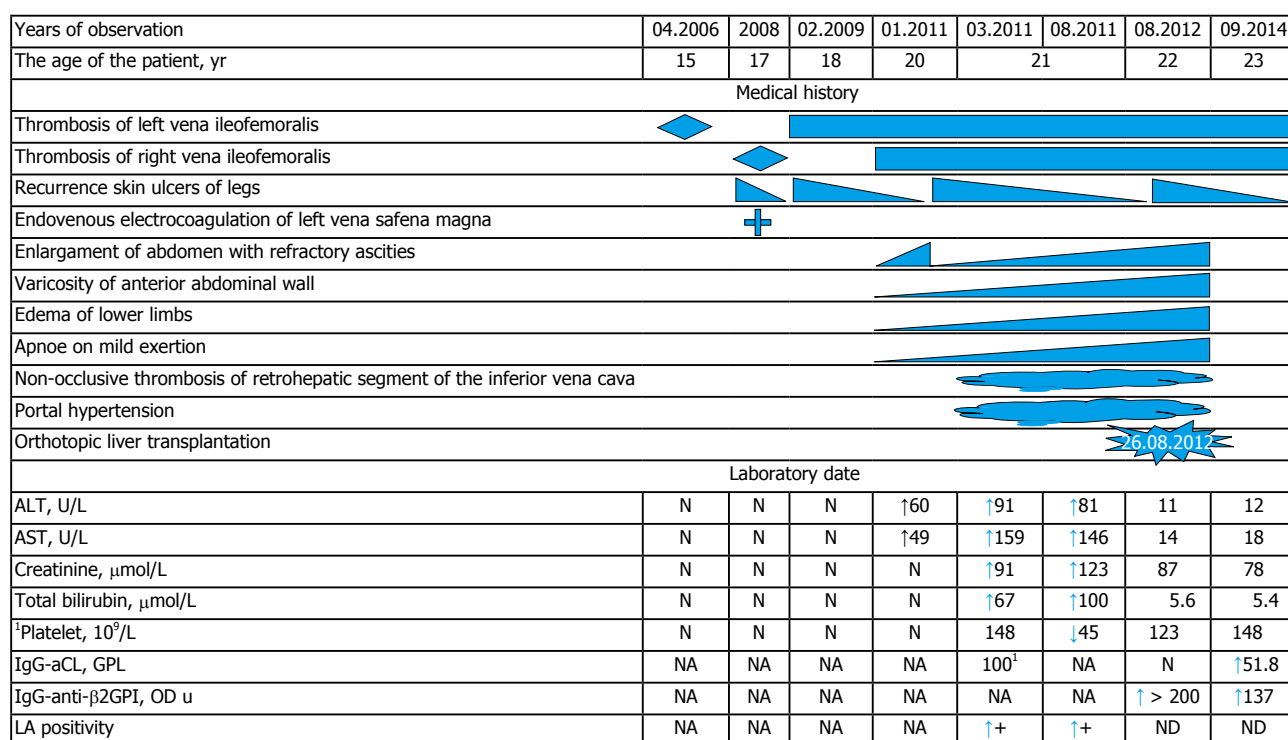 Years of observation 04.2006 2008 02.2009 01.2011 03.2011 08.2011 08.2012 09.2014
The age of the patient, yr 15 17 18 20 21 22 23
Medical history
Thrombosis of left vena ileofemoralis
Thrombosis of right vena ileofemoralis
Recurrence skin ulcers of legs
Endovenous electrocoagulation of left vena safena magna
Enlargament of abdomen with refractory ascities
Varicosity of anterior abdominal wall
Edema of lower limbs
Apnoe on mild exertion
Non-occlusive thrombosis of retrohepatic segment of the inferior vena cava
Portal hypertension
Orthotopic liver transplantation 26.08.2012
Laboratory date
ALT, U/L N N N ↑60 ↑91 ↑81 11 12
AST, U/L N N N ↑49 ↑159 ↑146 14 18
Creatinine, μmol/L N N N N ↑91 ↑123 87 78
Total bilirubin, μmol/L N N N N ↑67 ↑100 5.6 5.4
¹Platelet, 10⁹/L N N N N 148 ↓45 123 148
IgG-aCL, GPL NA NA NA NA 100¹ NA N ↑51.8
IgG-anti-β2GPI, OD u NA NA NA NA NA NA ↑ > 200 ↑137
LA positivity NA NA NA NA ↑+ ↑+ ND ND